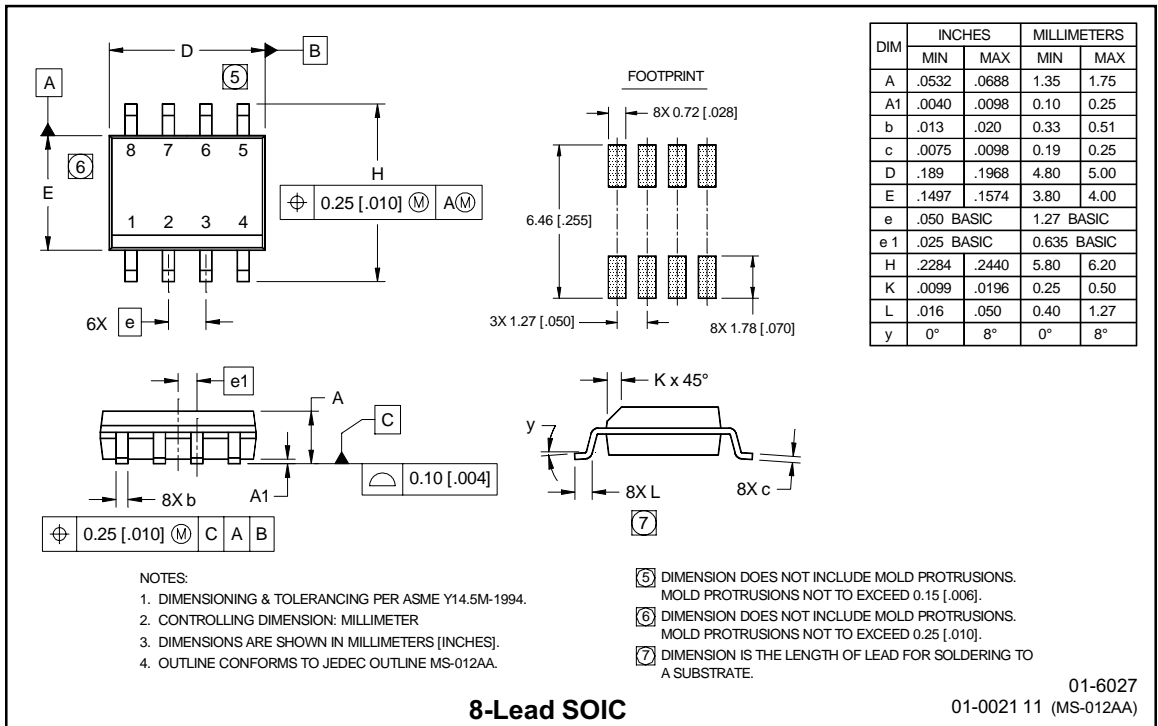 D
B
5
A
8 7 6 5
6
E
H
⌖ 0.25 [.010] Ⓜ AⓂ
1 2 3 4
6X e
FOOTPRINT
8X 0.72 [.028]
6.46 [.255]
3X 1.27 [.050]
8X 1.78 [.070]
DIM INCHES MILLIMETERS
MIN MAX MIN MAX
A .0532 .0688 1.35 1.75
A1 .0040 .0098 0.10 0.25
b .013 .020 0.33 0.51
c .0075 .0098 0.19 0.25
D .189 .1968 4.80 5.00
E .1497 .1574 3.80 4.00
e .050 BASIC 1.27 BASIC
e 1 .025 BASIC 0.635 BASIC
H .2284 .2440 5.80 6.20
K .0099 .0196 0.25 0.50
L .016 .050 0.40 1.27
y 0° 8° 0° 8°
e1
A
C
0.10 [.004]
8X b
A1
⌖ 0.25 [.010] Ⓜ C A B
K x 45°
y
8X L
8X c
7
NOTES:
1. DIMENSIONING & TOLERANCING PER ASME Y14.5M-1994.
2. CONTROLLING DIMENSION: MILLIMETER
3. DIMENSIONS ARE SHOWN IN MILLIMETERS [INCHES].
4. OUTLINE CONFORMS TO JEDEC OUTLINE MS-012AA.
5 DIMENSION DOES NOT INCLUDE MOLD PROTRUSIONS.
MOLD PROTRUSIONS NOT TO EXCEED 0.15 [.006].
6 DIMENSION DOES NOT INCLUDE MOLD PROTRUSIONS.
MOLD PROTRUSIONS NOT TO EXCEED 0.25 [.010].
7 DIMENSION IS THE LENGTH OF LEAD FOR SOLDERING TO
A SUBSTRATE.
8-Lead SOIC
01-6027
01-0021 11 (MS-012AA)